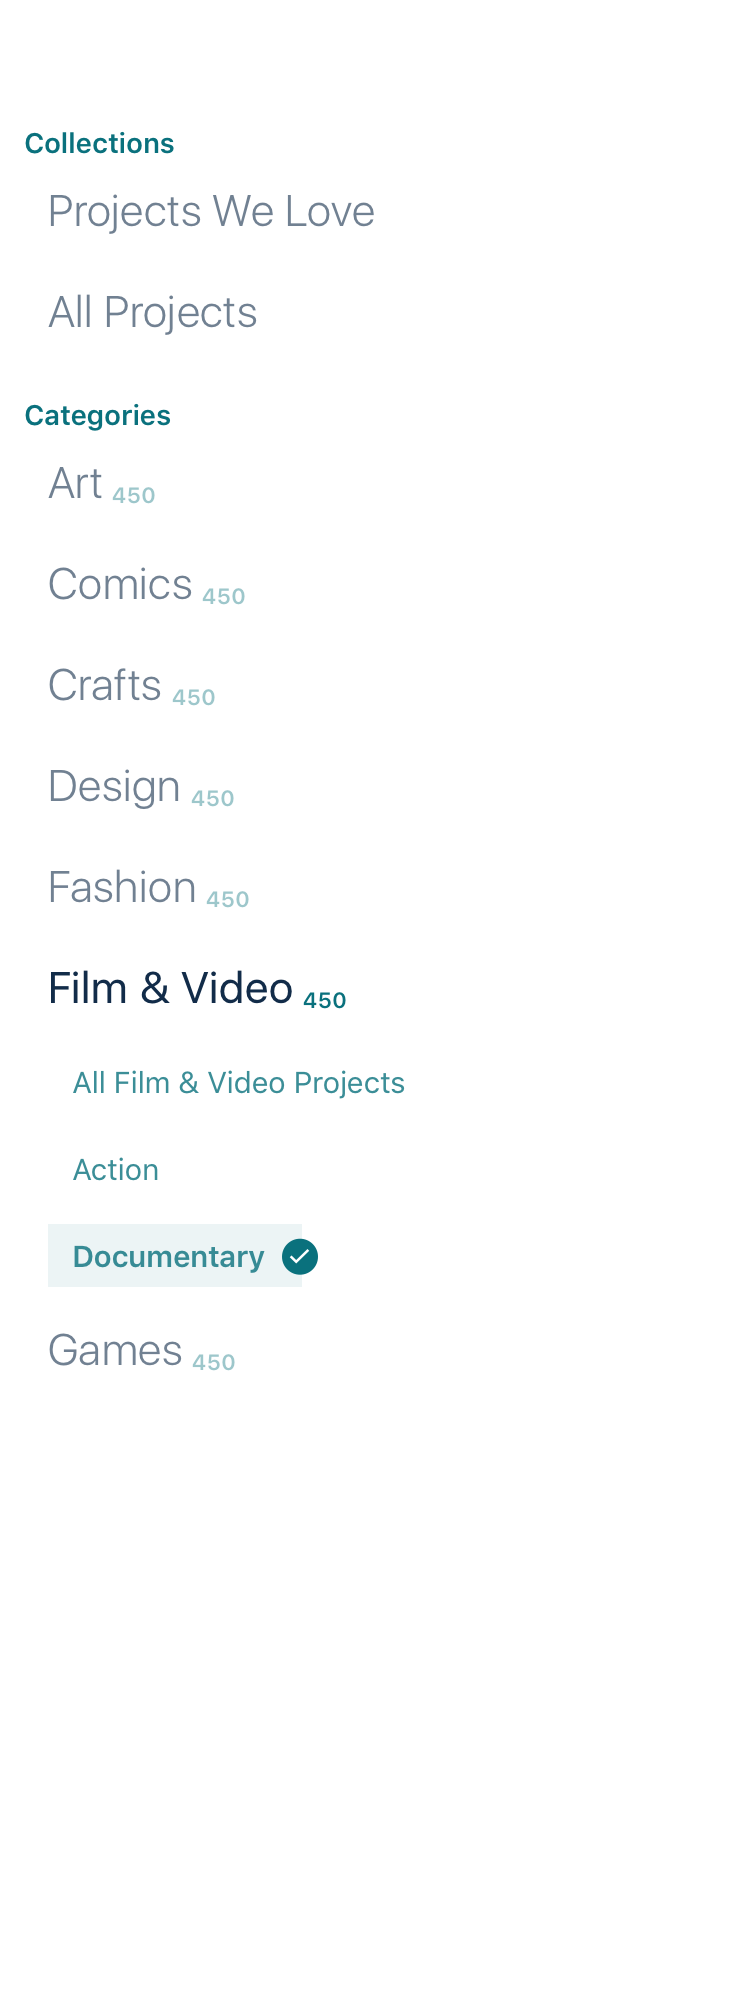 Collections
Projects We Love
All Projects
Categories
Art 450
Comics 450
Crafts 450
Design 450
Fashion 450
Film & Video 450
All Film & Video Projects
Action
Documentary
Games 450